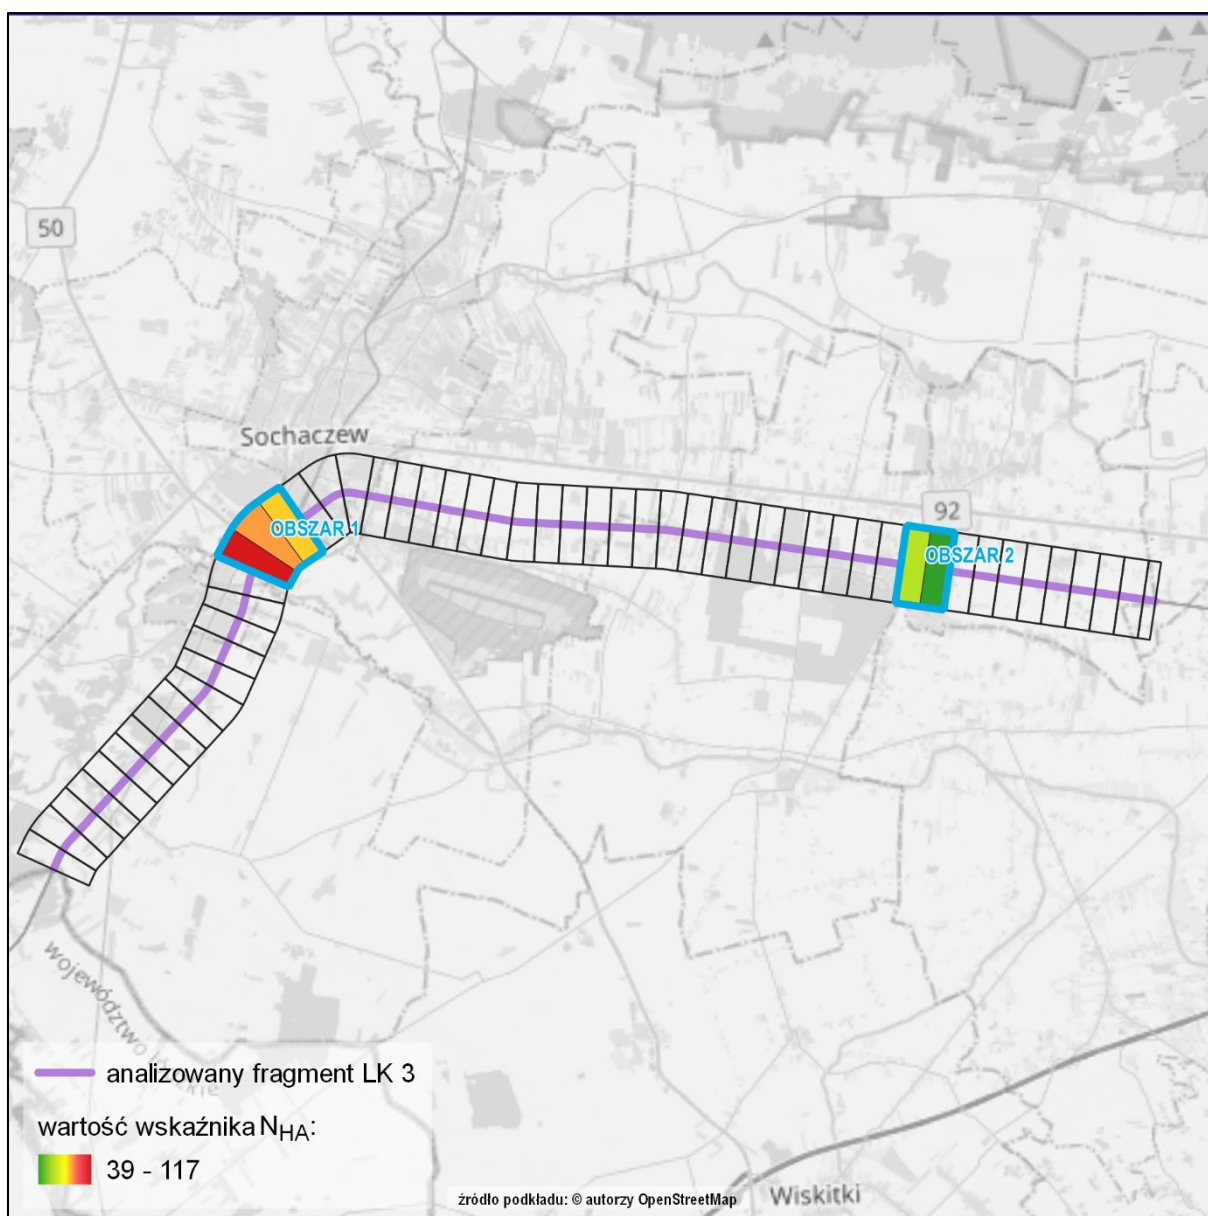 50
Sochaczew
OBSZAR 1
92
OBSZAR 2
województwo
analizowany fragment LK 3
wartość wskaźnika NHA:
39 - 117
źródło podkładu: © autorzy OpenStreetMap
Wiskitki